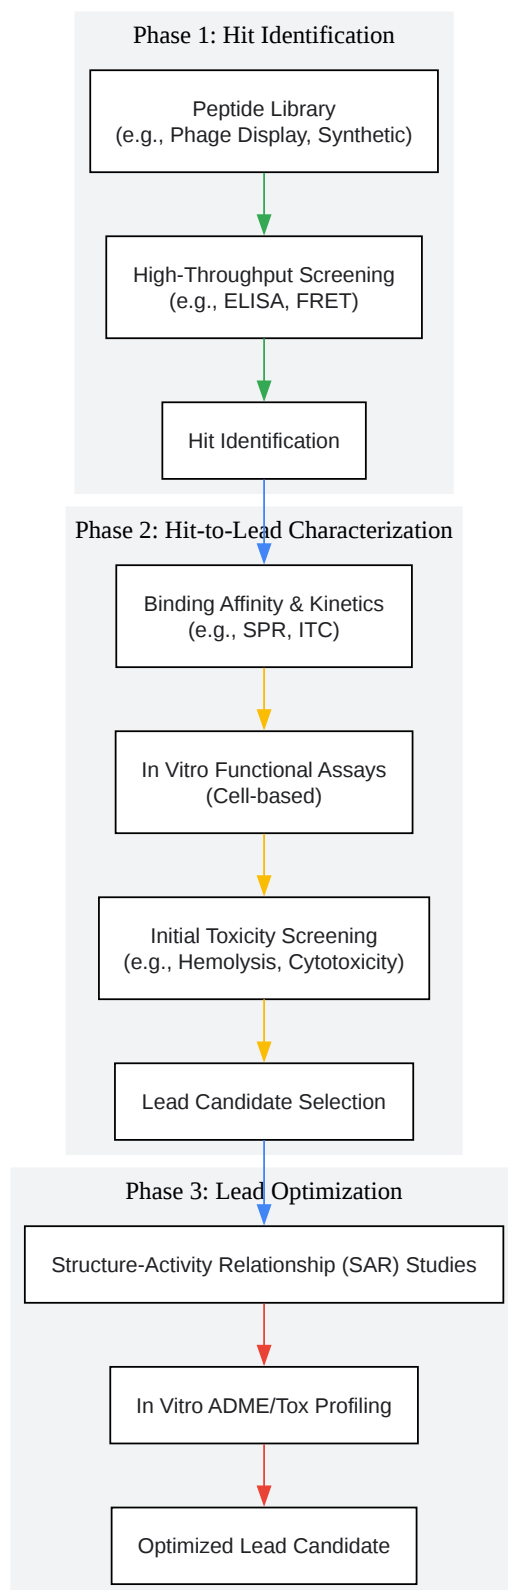 Phase 1: Hit Identification
Peptide Library
(e.g., Phage Display, Synthetic)
High-Throughput Screening
(e.g., ELISA, FRET)
Hit Identification
Phase 2: Hit-to-Lead Characterization
Binding Affinity & Kinetics
(e.g., SPR, ITC)
In Vitro Functional Assays
(Cell-based)
Initial Toxicity Screening
(e.g., Hemolysis, Cytotoxicity)
Lead Candidate Selection
Phase 3: Lead Optimization
Structure-Activity Relationship (SAR) Studies
In Vitro ADME/Tox Profiling
Optimized Lead Candidate